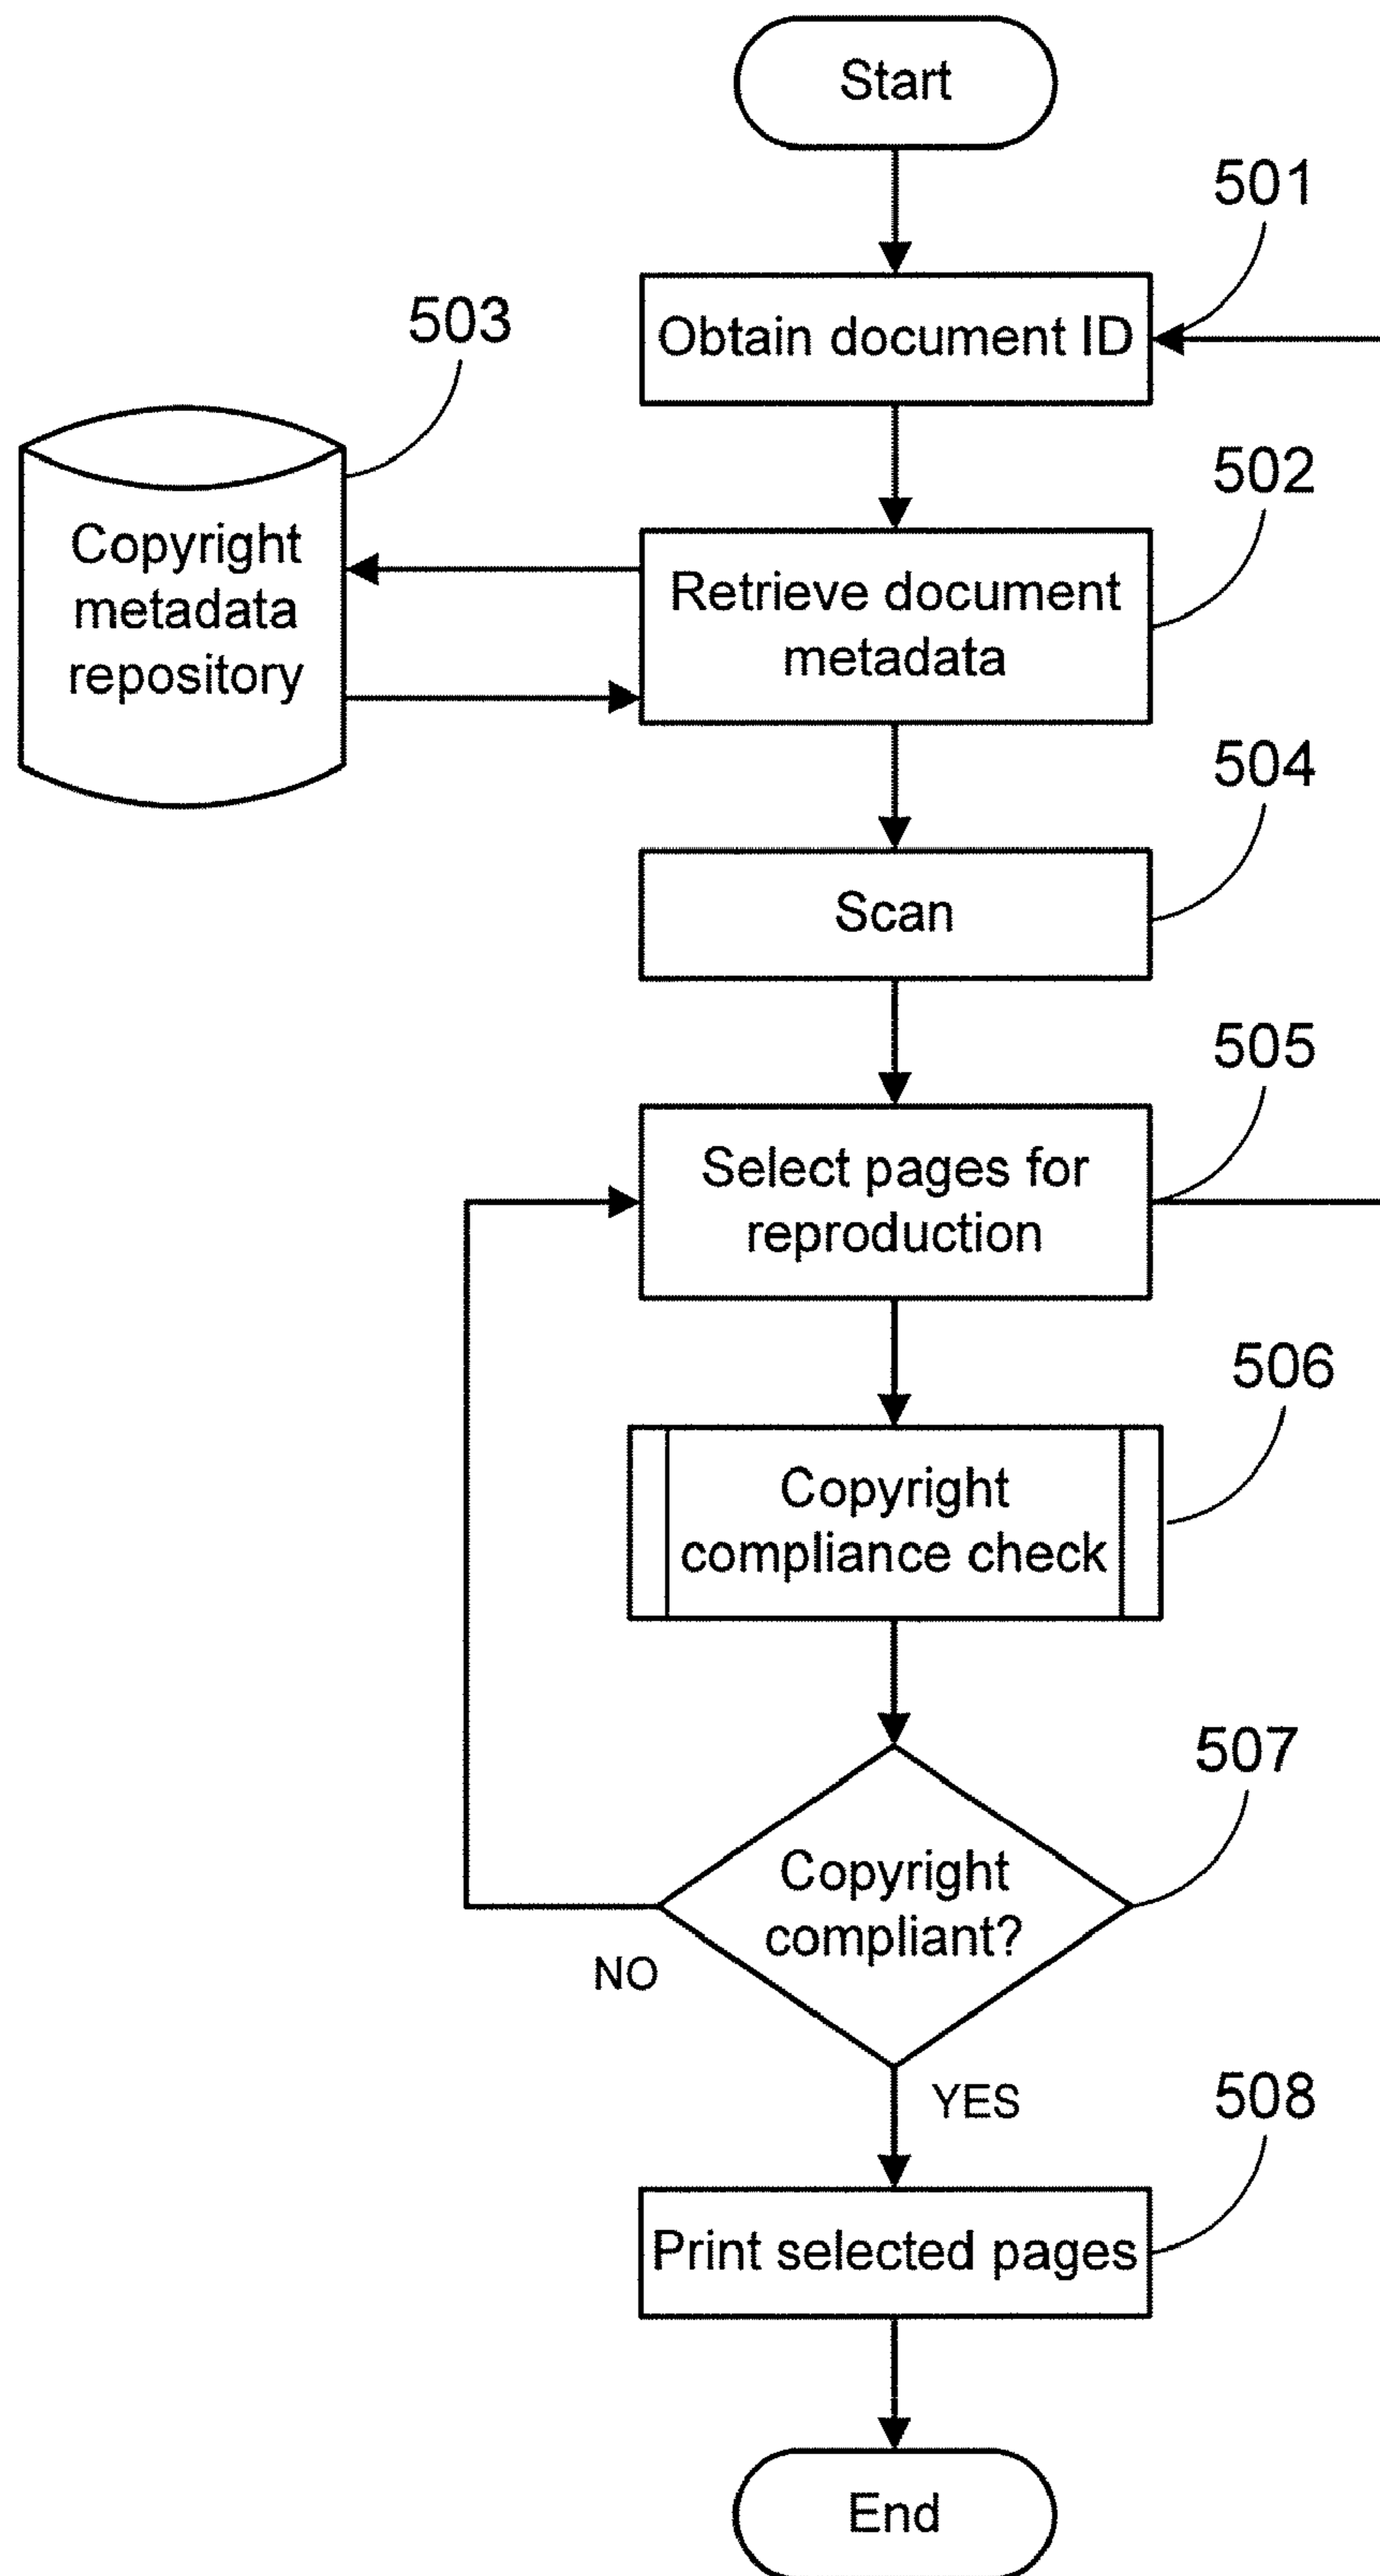 Start
501
Obtain document ID
503
502
Copyright
metadata
repository
Retrieve document
metadata
504
Scan
505
Select pages for
reproduction
506
Copyright
compliance check
507
Copyright
compliant?
NO
YES
508
Print selected pages
End